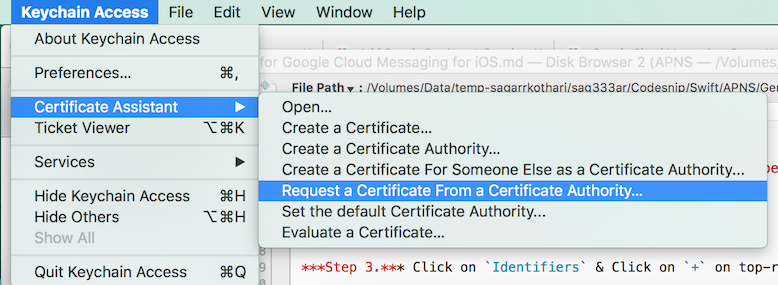 Keychain Access File Edit View Window Help
for Google Cloud Messaging for iOS.md — Disk Browser 2 (APNS — /Volumes/
File Path ▾ : /Volumes/Data/temp-sagarrkothari/sag333ar/Codesnip/Swift/APNS/Ger
About Keychain Access
Preferences... ⌘,
Certificate Assistant ▶
Ticket Viewer ⌥⌘K
Services ▶
Hide Keychain Access ⌘H
Hide Others ⌥⌘H
Show All
Quit Keychain Access ⌘Q
Open...
Create a Certificate...
Create a Certificate Authority...
Create a Certificate For Someone Else as a Certificate Authority...
Request a Certificate From a Certificate Authority...
Set the default Certificate Authority...
Evaluate a Certificate...
***Step 3.*** Click on `Identifiers` & Click on `+` on top-r